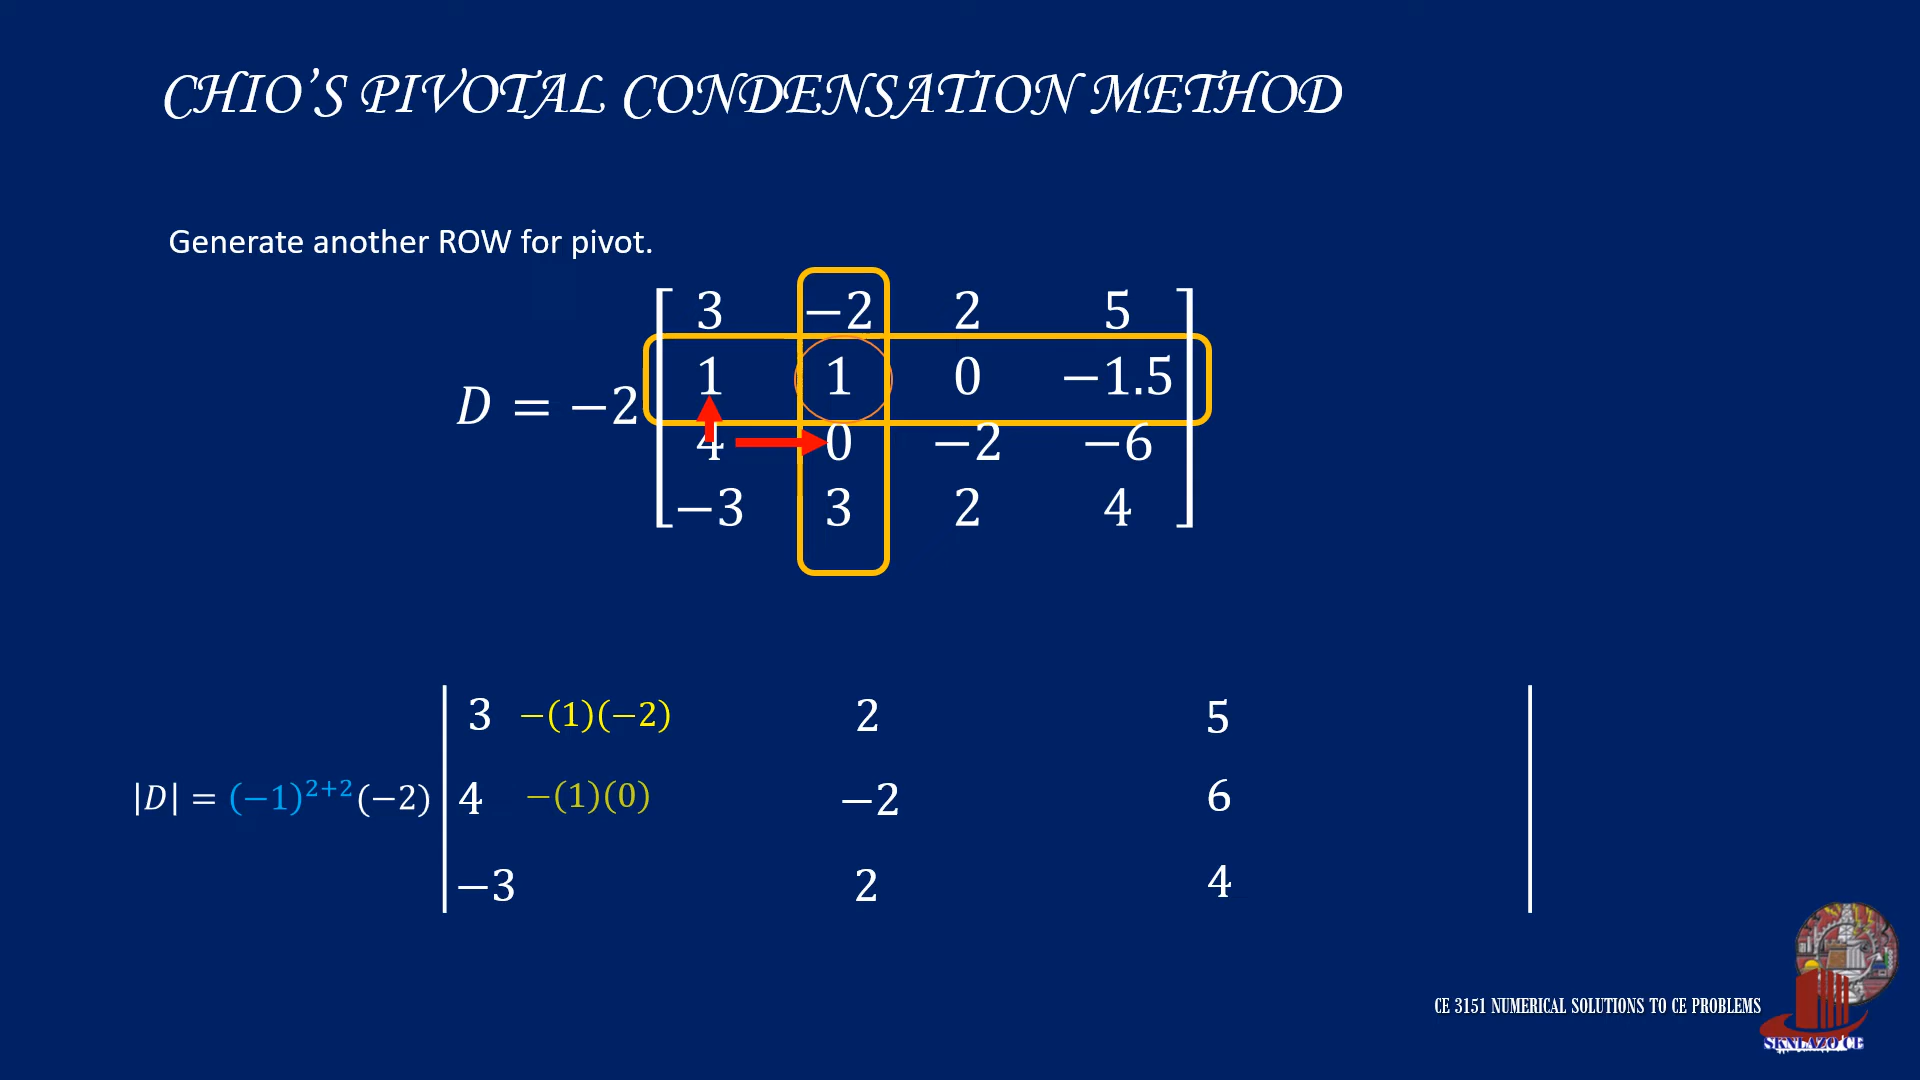 CHIO’S PIVOTAL CONDENSATION METHOD
Generate another ROW for pivot.
3 −2 2 5
1 1 0 −1.5
D = −2
4 0 −2 −6
−3 3 2 4
3 −(1)(−2) 2 5
|D| = (−1)²⁺²(−2) 4 −(1)(0) −2 6
−3 2 4
CE 3151 NUMERICAL SOLUTIONS TO CE PROBLEMS
SKNLAZO CE